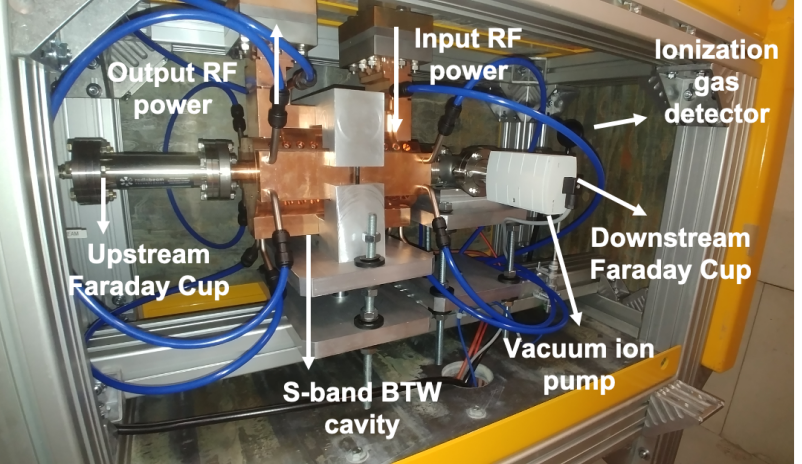 Output RF
power
Input RF
power
Ionization
gas
detector
Upstream
Faraday Cup
Downstream
Faraday Cup
Vacuum ion
pump
S-band BTW
cavity